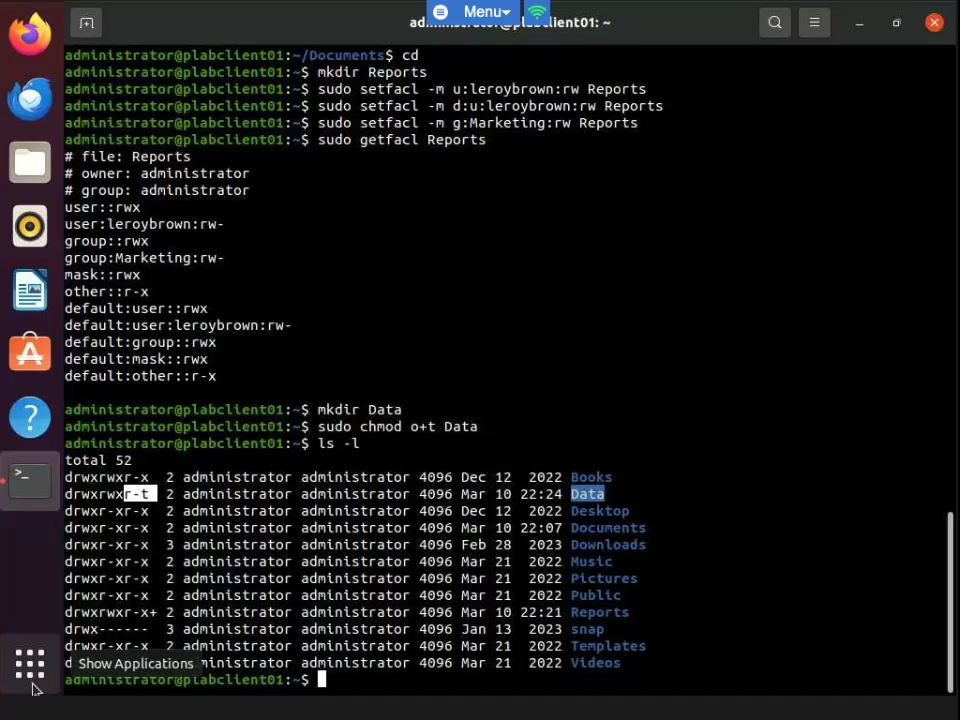 Menu
administrator@plabclient01: ~
administrator@plabclient01:~/Documents$ cd
administrator@plabclient01:~$ mkdir Reports
administrator@plabclient01:~$ sudo setfacl -m u:leroybrown:rw Reports
administrator@plabclient01:~$ sudo setfacl -m d:u:leroybrown:rw Reports
administrator@plabclient01:~$ sudo setfacl -m g:Marketing:rw Reports
administrator@plabclient01:~$ sudo getfacl Reports
# file: Reports
# owner: administrator
# group: administrator
user::rwx
user:leroybrown:rw-
group::rwx
group:Marketing:rw-
mask::rwx
other::r-x
default:user::rwx
default:user:leroybrown:rw-
default:group::rwx
default:mask::rwx
default:other::r-x
administrator@plabclient01:~$ mkdir Data
administrator@plabclient01:~$ sudo chmod o+t Data
administrator@plabclient01:~$ ls -l
total 52
drwxrwxr-x 2 administrator administrator 4096 Dec 12 2022 Books
drwxrwxr-t 2 administrator administrator 4096 Mar 10 22:24 Data
drwxr-xr-x 2 administrator administrator 4096 Dec 12 2022 Desktop
drwxr-xr-x 2 administrator administrator 4096 Mar 10 22:07 Documents
drwxr-xr-x 3 administrator administrator 4096 Feb 28 2023 Downloads
drwxr-xr-x 2 administrator administrator 4096 Mar 21 2022 Music
drwxr-xr-x 2 administrator administrator 4096 Mar 21 2022 Pictures
drwxr-xr-x 2 administrator administrator 4096 Mar 21 2022 Public
drwxrwxr-x+ 2 administrator administrator 4096 Mar 10 22:21 Reports
drwx------ 3 administrator administrator 4096 Jan 13 2023 snap
drwxr-xr-x 2 administrator administrator 4096 Mar 21 2022 Templates
Show Applications
2 administrator administrator 4096 Mar 21 2022 Videos
administrator@plabclient01:~$